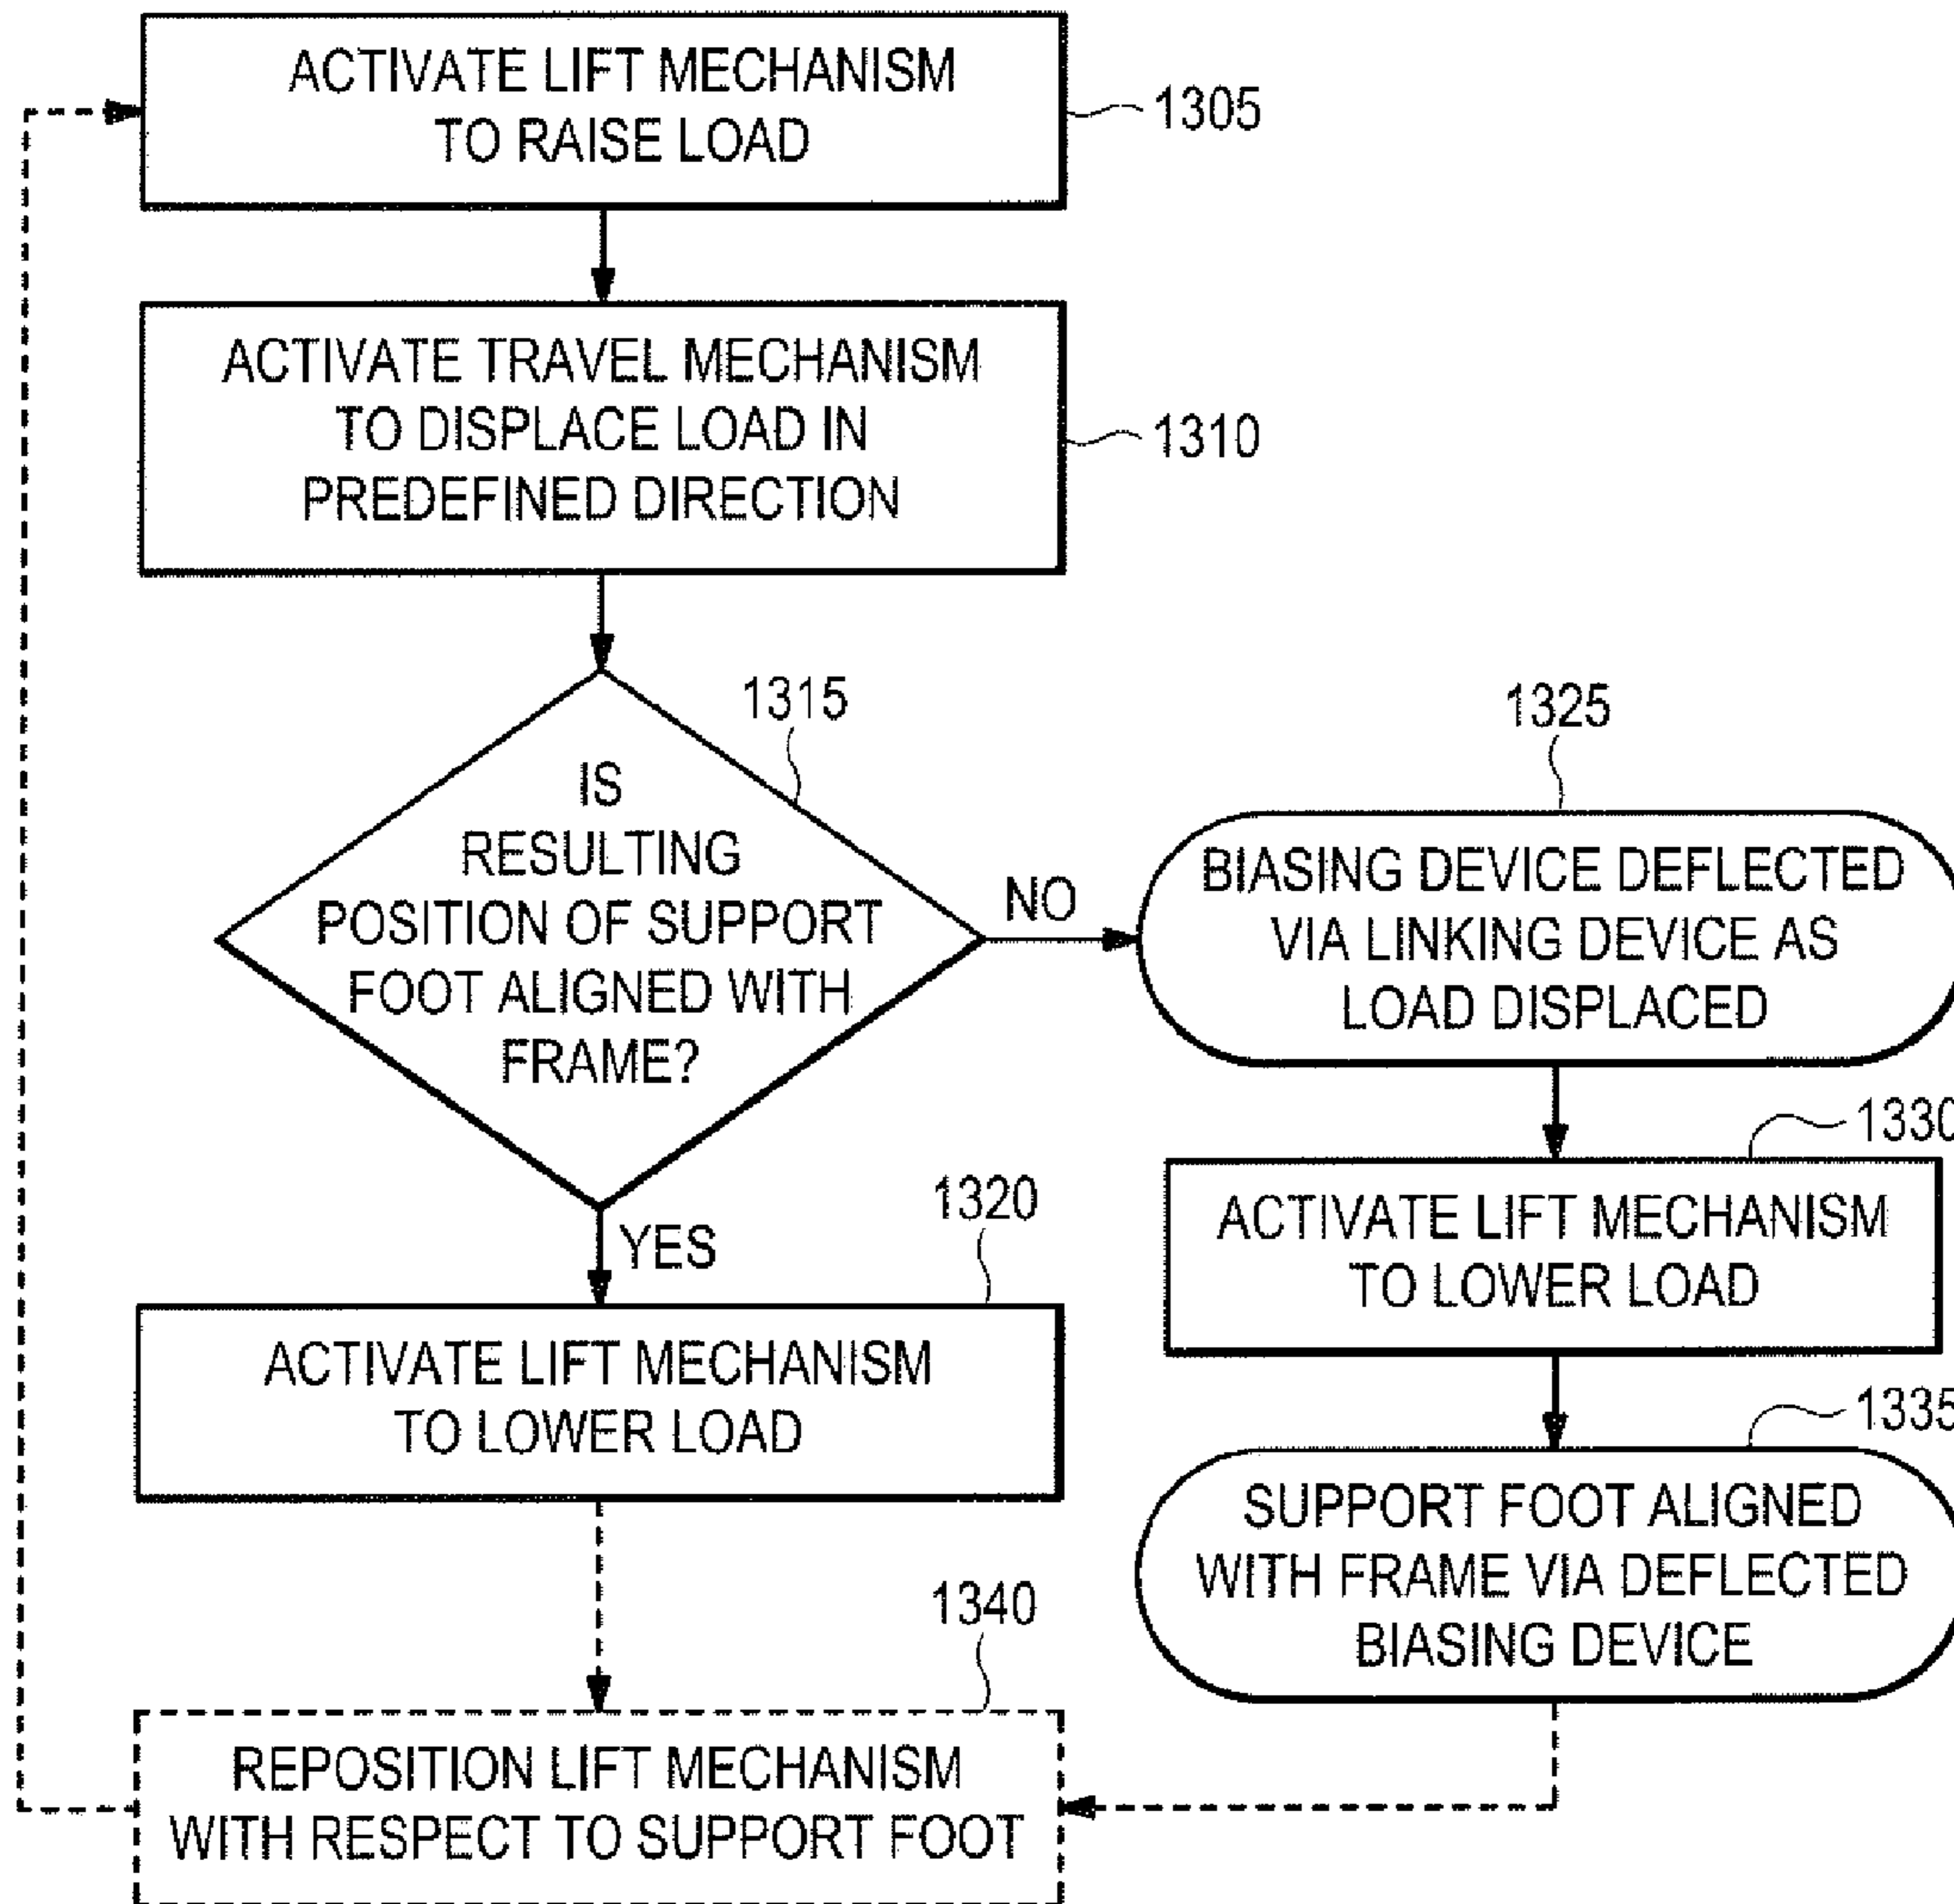 ACTIVATE LIFT MECHANISM
TO RAISE LOAD
1305
ACTIVATE TRAVEL MECHANISM
TO DISPLACE LOAD IN
PREDEFINED DIRECTION
1310
1315
IS
RESULTING
POSITION OF SUPPORT
FOOT ALIGNED WITH
FRAME?
NO
YES
1325
BIASING DEVICE DEFLECTED
VIA LINKING DEVICE AS
LOAD DISPLACED
1330
ACTIVATE LIFT MECHANISM
TO LOWER LOAD
1320
ACTIVATE LIFT MECHANISM
TO LOWER LOAD
1335
SUPPORT FOOT ALIGNED
WITH FRAME VIA DEFLECTED
BIASING DEVICE
1340
REPOSITION LIFT MECHANISM
WITH RESPECT TO SUPPORT FOOT